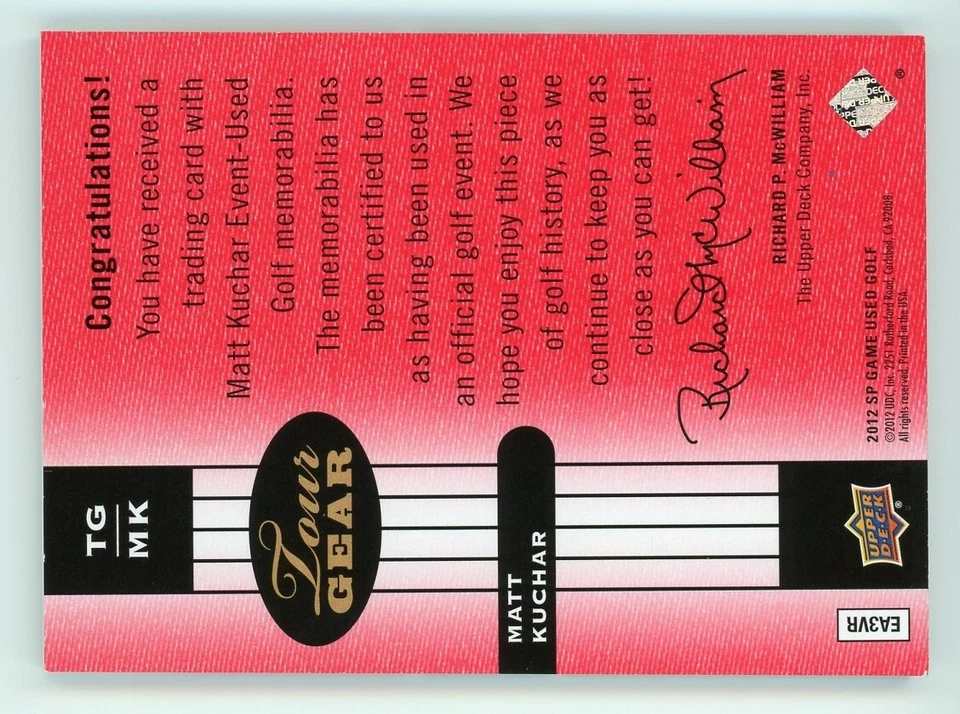 TG
MK
Tour
GEAR
MATT
KUCHAR
Congratulations!
You have received a
trading card with
Matt Kuchar Event-Used
Golf memorabilia.
The memorabilia has
been certified to us
as having been used in
an official golf event. We
hope you enjoy this piece
of golf history, as we
continue to keep you as
close as you can get!
Richard P. McWilliam
RICHARD P. McWILLIAM
The Upper Deck Company, Inc.
2012 SP GAME USED GOLF
©2012 UDC, Inc. 2251 Rutherford Road, Carlsbad, CA 92008.
All rights reserved. Printed in the USA.
UPPER
DECK
®
®
EA3VR